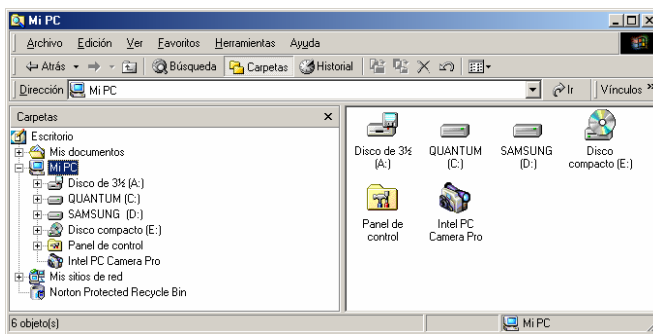 Mi PC
Archivo Edición Ver Favoritos Herramientas Ayuda
Atrás Búsqueda Carpetas Historial
Dirección Mi PC Ir Vínculos »
Carpetas ×
Escritorio
Mis documentos
Mi PC
Disco de 3½ (A:)
QUANTUM (C:)
SAMSUNG (D:)
Disco compacto (E:)
Panel de control
Intel PC Camera Pro
Mis sitios de red
Norton Protected Recycle Bin
Disco de 3½ (A:)
QUANTUM (C:)
SAMSUNG (D:)
Disco compacto (E:)
Panel de control
Intel PC Camera Pro
6 objeto(s) Mi PC